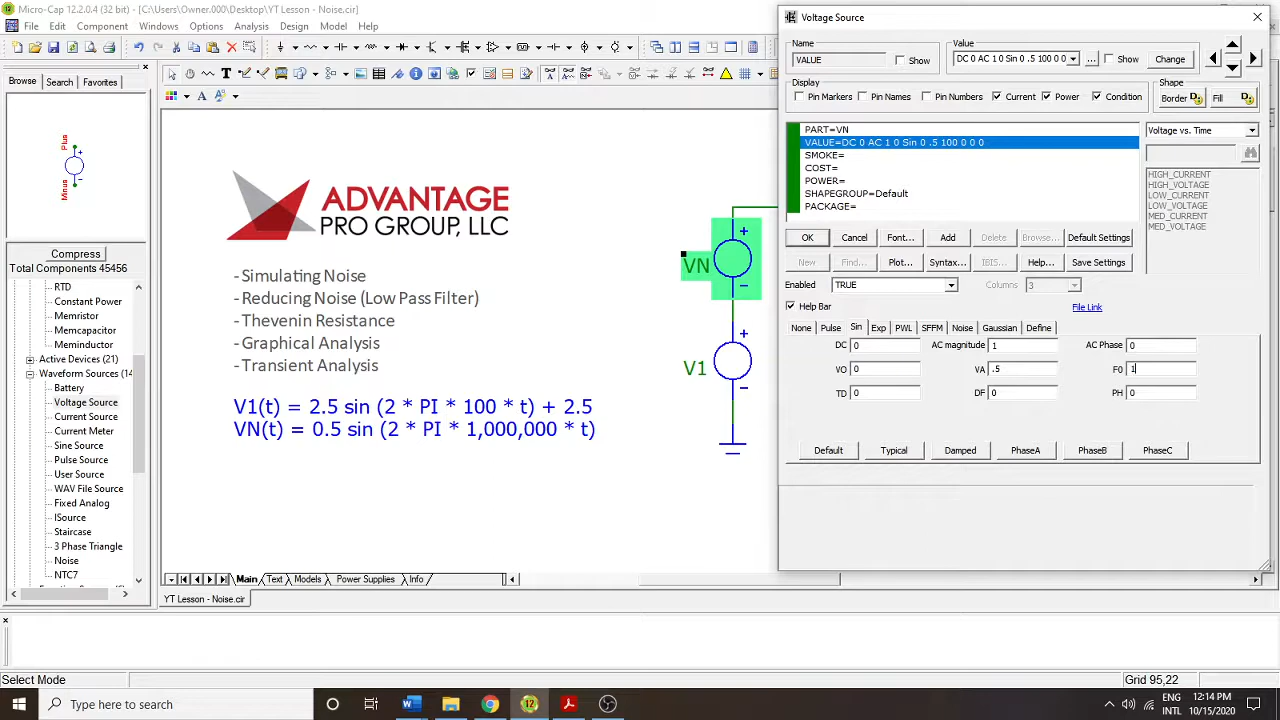 Micro-Cap 12.2.0.4 (32 bit) - [C:\Users\Owner.000\Desktop\YT Lesson - Noise.cir]
File Edit Component Windows Options Analysis Design Model Help
Browse Search Favorites
Plus
Minus
Compress
Total Components 45456
RTD
Constant Power
Memristor
Memcapacitor
Meminductor
Active Devices (21)
Waveform Sources (14
Battery
Voltage Source
Current Source
Current Meter
Sine Source
Pulse Source
User Source
WAV File Source
Fixed Analog
ISource
Staircase
3 Phase Triangle
Noise
NTC7
ADVANTAGE
PRO GROUP, LLC
-Simulating Noise
-Reducing Noise (Low Pass Filter)
-Thevenin Resistance
-Graphical Analysis
-Transient Analysis
V1(t) = 2.5 sin (2 * PI * 100 * t) + 2.5
VN(t) = 0.5 sin (2 * PI * 1,000,000 * t)
VN
V1
Main Text Models Power Supplies Info
YT Lesson - Noise.cir
Voltage Source
Name
VALUE Show
Value
DC 0 AC 1 0 Sin 0 .5 100 0 0 ... Show Change
Display
Pin Markers Pin Names Pin Numbers Current Power Condition
Shape
Border Fill
PART=VN
VALUE=DC 0 AC 1 0 Sin 0 .5 100 0 0 0
SMOKE=
COST=
POWER=
SHAPEGROUP=Default
PACKAGE=
Voltage vs. Time
HIGH_CURRENT
HIGH_VOLTAGE
LOW_CURRENT
LOW_VOLTAGE
MED_CURRENT
MED_VOLTAGE
OK Cancel Font... Add Delete Browse... Default Settings
New Find... Plot... Syntax... IBIS... Help... Save Settings
Enabled TRUE Columns 3
Help Bar File Link
None Pulse Sin Exp PWL SFFM Noise Gaussian Define
DC 0 AC magnitude 1 AC Phase 0
VO 0 VA .5 F0 1
TD 0 DF 0 PH 0
Default Typical Damped PhaseA PhaseB PhaseC
Select Mode
Grid 95,22
Type here to search
ENG
INTL
12:14 PM
10/15/2020